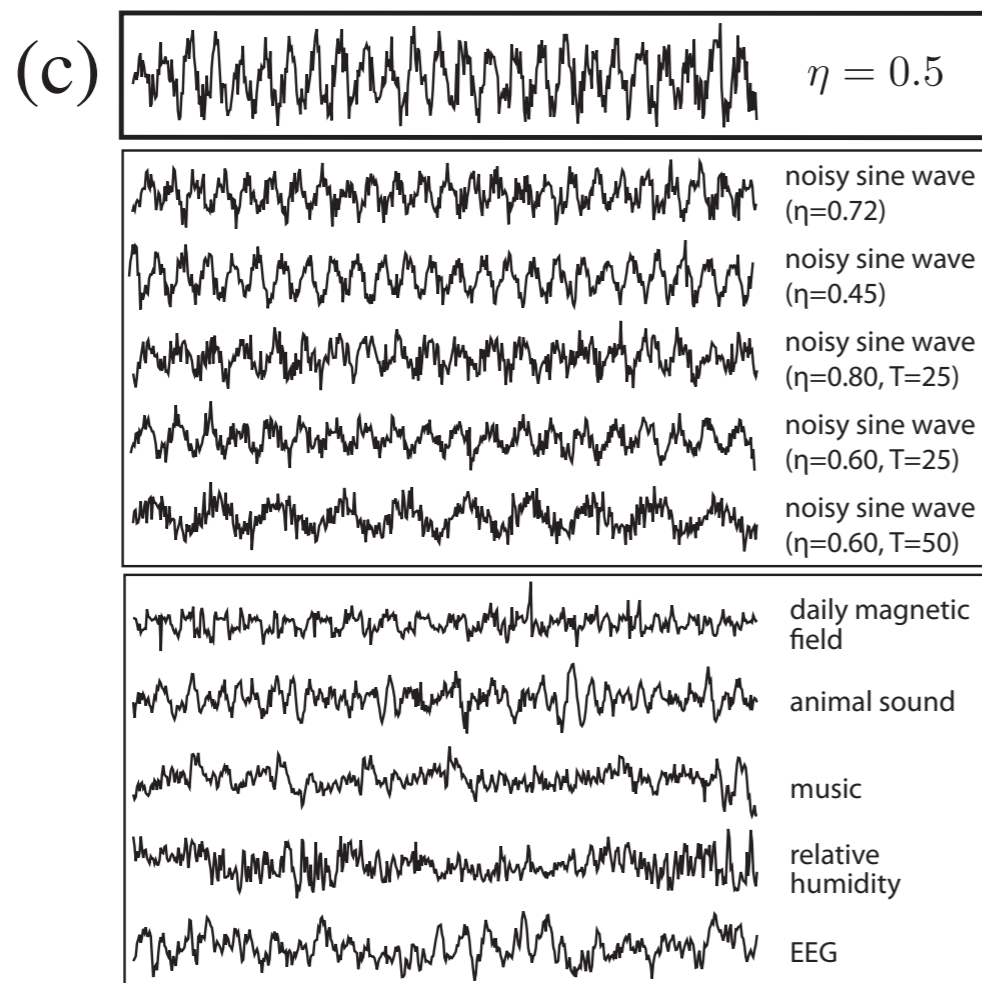 (c)
η = 0.5
noisy sine wave
(η=0.72)
noisy sine wave
(η=0.45)
noisy sine wave
(η=0.80, T=25)
noisy sine wave
(η=0.60, T=25)
noisy sine wave
(η=0.60, T=50)
daily magnetic
field
animal sound
music
relative
humidity
EEG